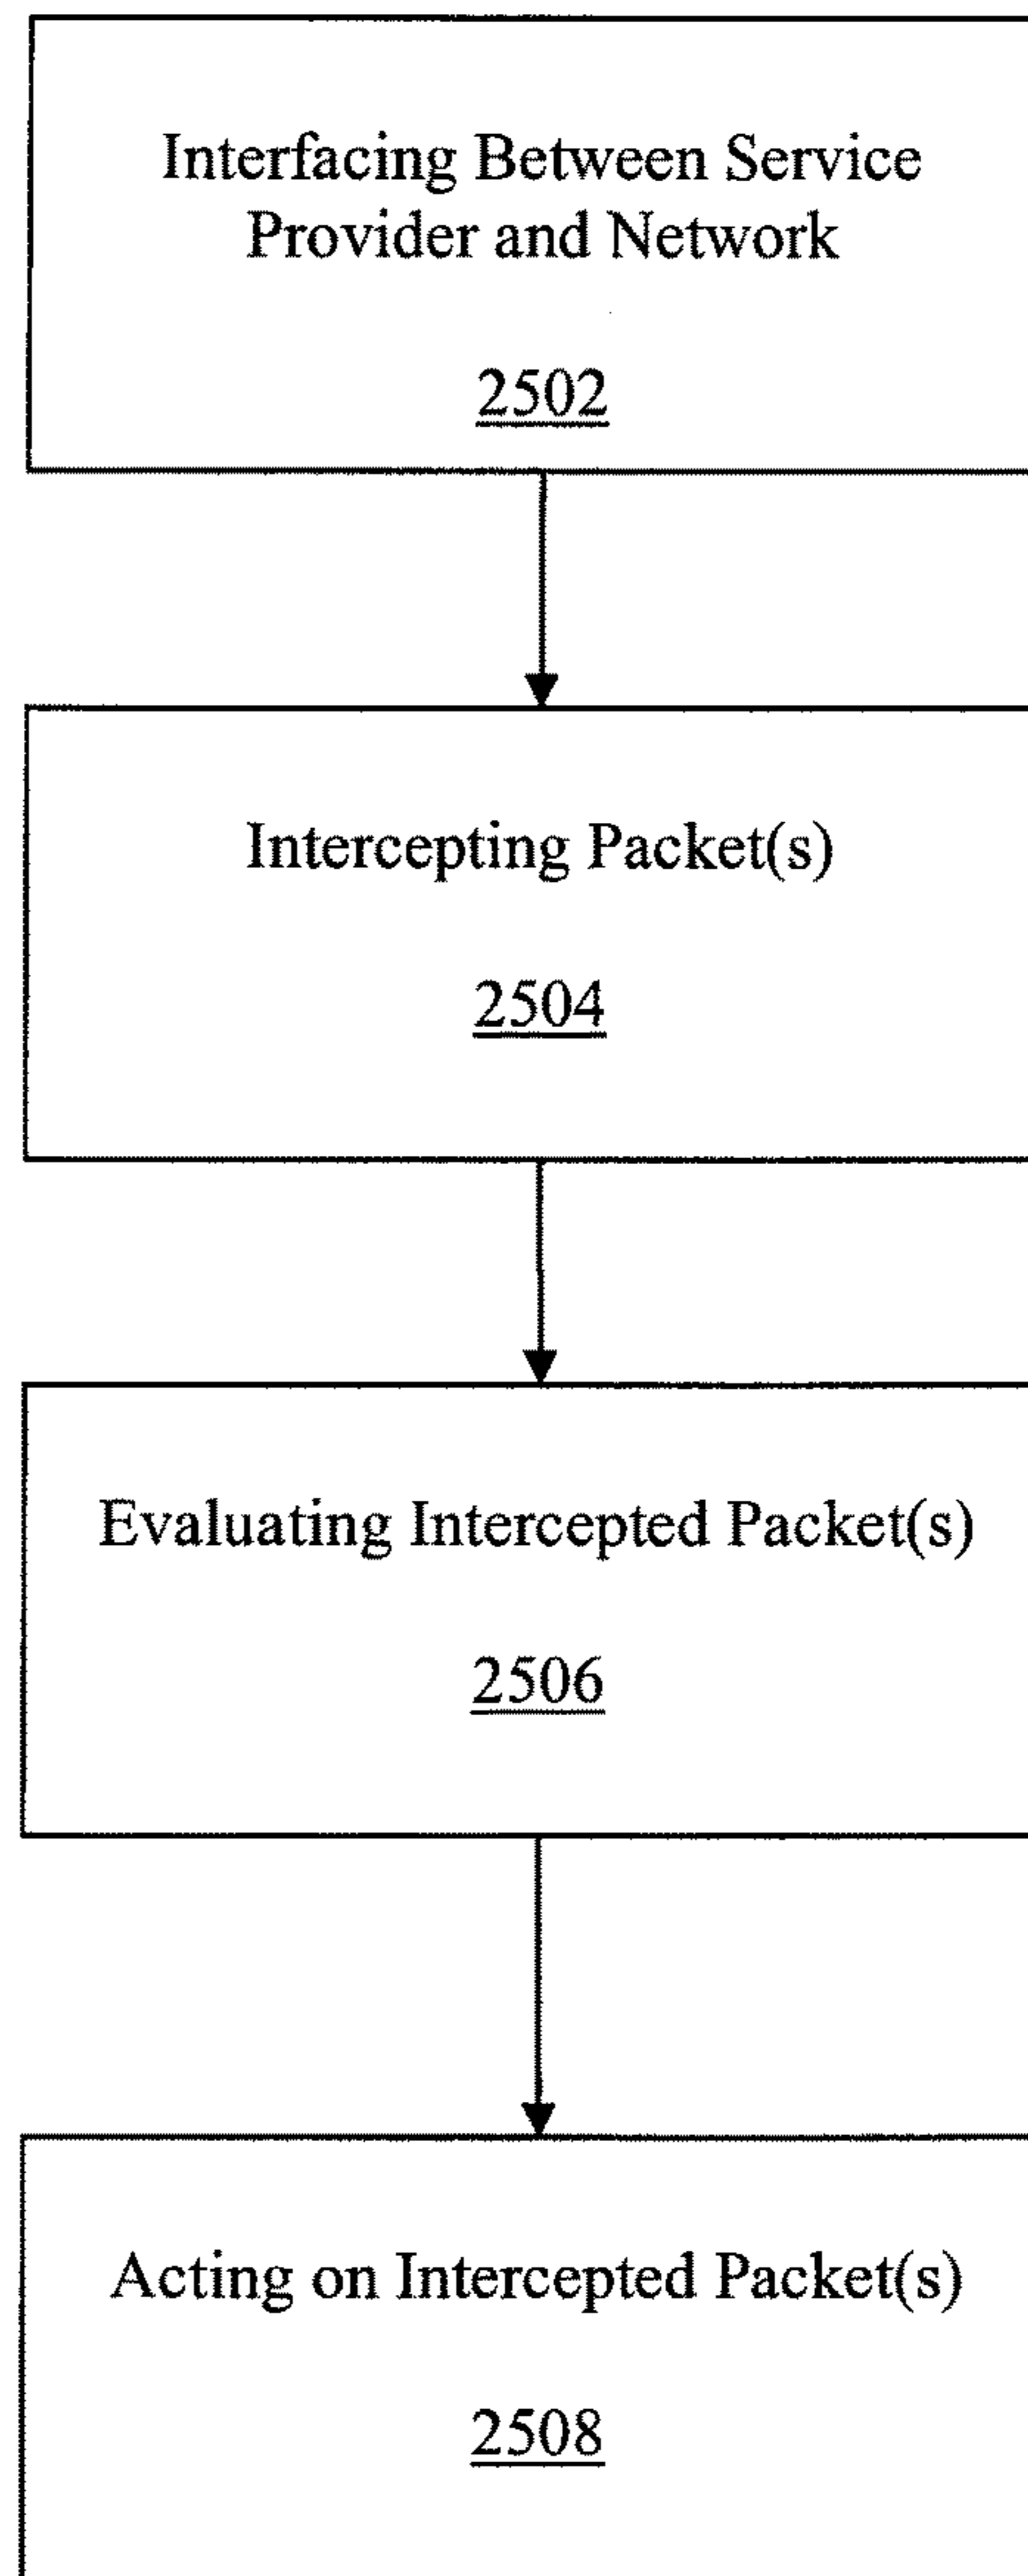 Interfacing Between Service
Provider and Network
2502
Intercepting Packet(s)
2504
Evaluating Intercepted Packet(s)
2506
Acting on Intercepted Packet(s)
2508